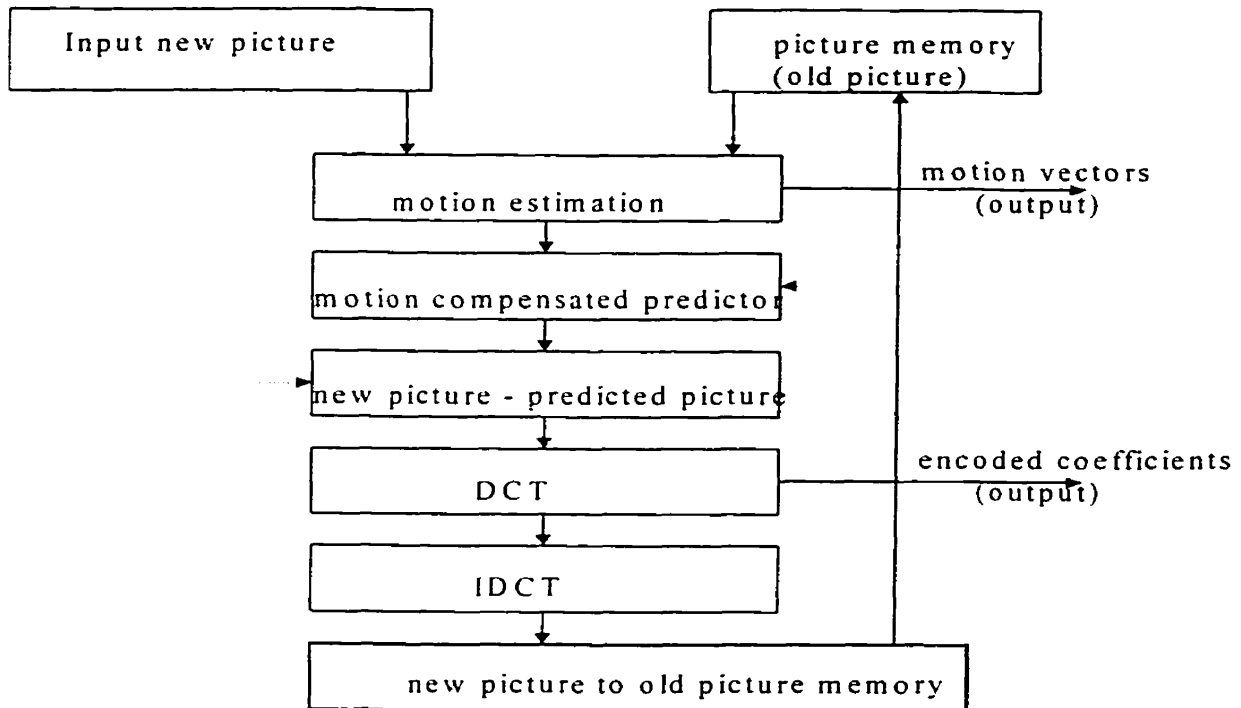 Input new picture
picture memory
(old picture)
motion vectors
(output)
motion estimation
motion compensated predictor
new picture - predicted picture
encoded coefficients
(output)
DCT
IDCT
new picture to old picture memory